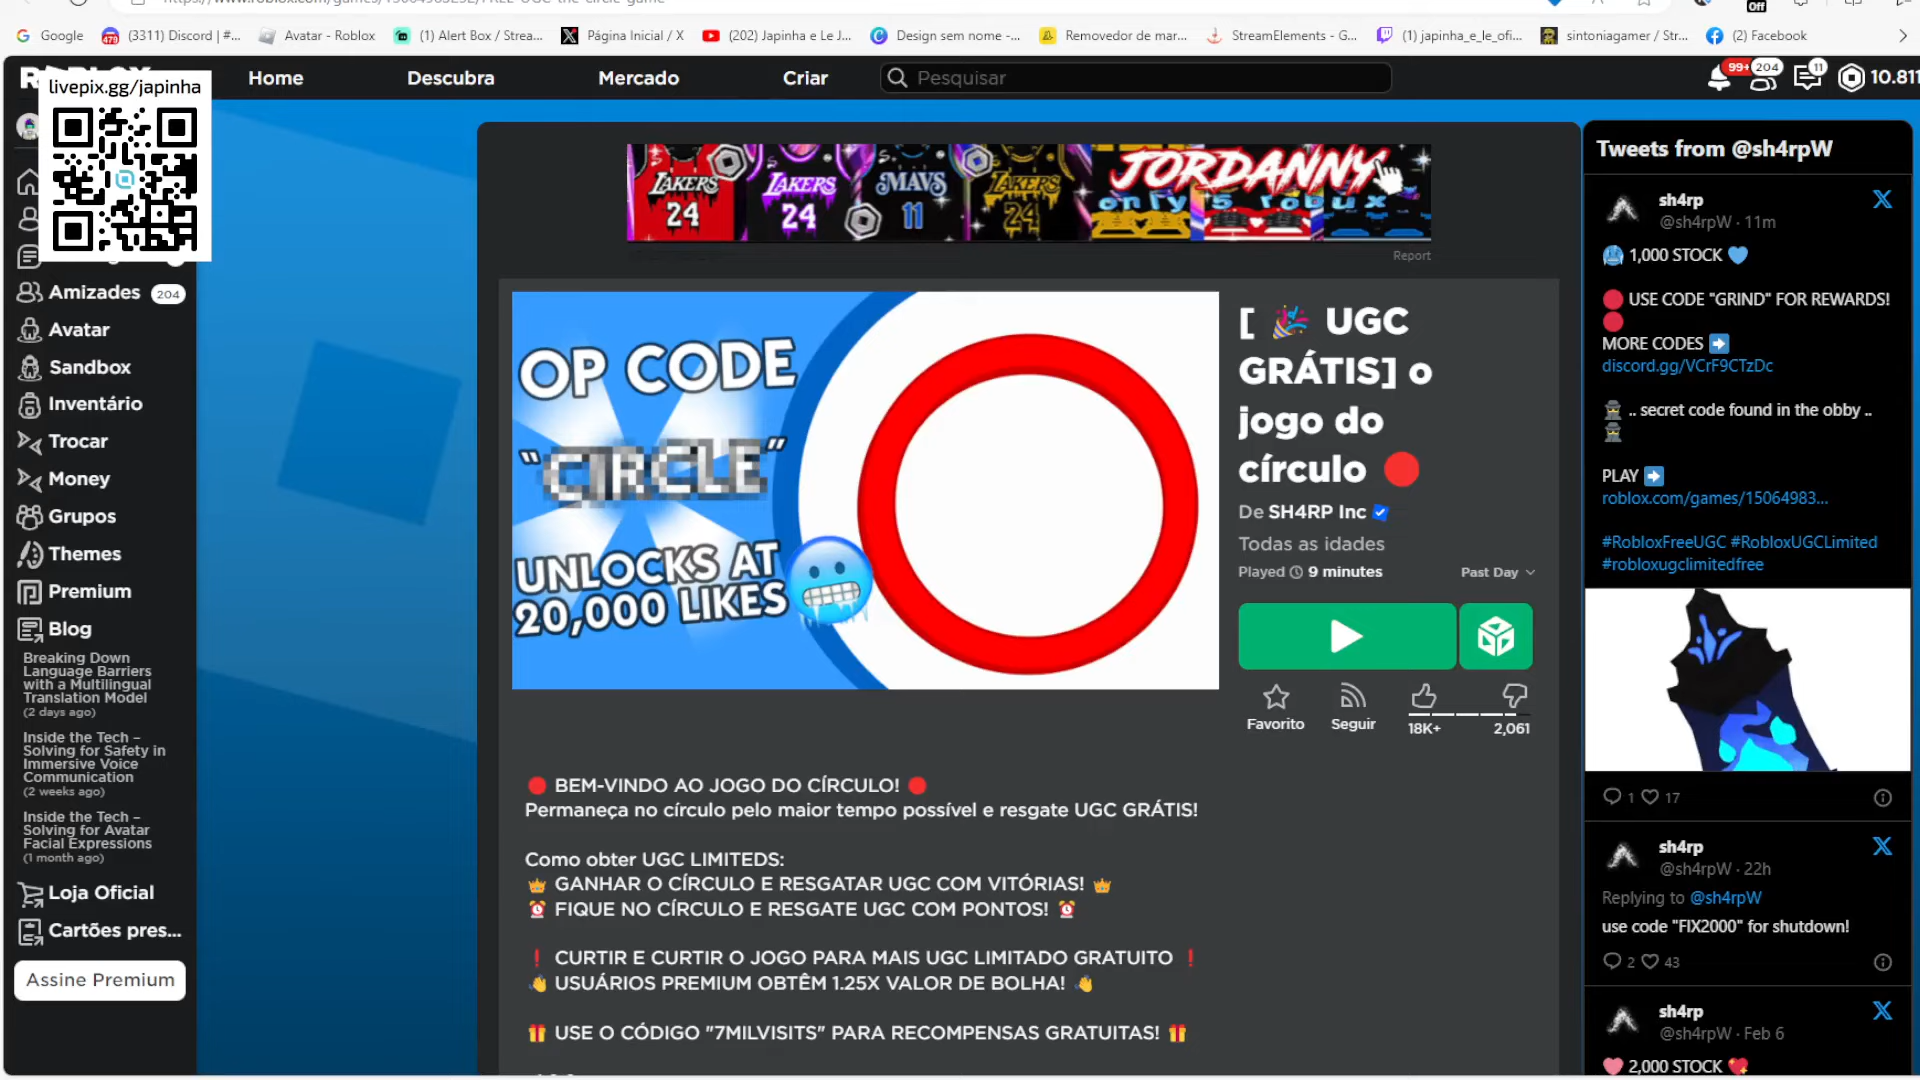 Google
(3311) Discord | #...
Avatar - Roblox
(1) Alert Box / Strea...
Página Inicial / X
(202) Japinha e Le J...
Design sem nome -...
Removedor de mar...
StreamElements - G...
(1) japinha_e_le_ofi...
sintoniagamer / Str...
(2) Facebook
Off
Home
Descubra
Mercado
Criar
Pesquisar
99+
204
11
10.811
livepix.gg/japinha
Amizades 204
Avatar
Sandbox
Inventário
Trocar
Money
Grupos
Themes
Premium
Blog
Breaking Down
Language Barriers
with a Multilingual
Translation Model
(2 days ago)
Inside the Tech –
Solving for Safety in
Immersive Voice
Communication
(2 weeks ago)
Inside the Tech –
Solving for Avatar
Facial Expressions
(1 month ago)
Loja Oficial
Cartões pres...
Assine Premium
LAKERS
24
LAKERS
24
MAVS
11
LAKERS
24
JORDANNY
only 5 robux
Report
OP CODE
"CIRCLE"
UNLOCKS AT
20,000 LIKES
[ 🎉 UGC
GRÁTIS] o
jogo do
círculo 🔴
De SH4RP Inc
Todas as idades
Played 9 minutes
Past Day
Favorito
Seguir
18K+
2,061
🔴 BEM-VINDO AO JOGO DO CÍRCULO! 🔴
Permaneça no círculo pelo maior tempo possível e resgate UGC GRÁTIS!
Como obter UGC LIMITEDS:
👑 GANHAR O CÍRCULO E RESGATAR UGC COM VITÓRIAS! 👑
⏰ FIQUE NO CÍRCULO E RESGATE UGC COM PONTOS! ⏰
❗ CURTIR E CURTIR O JOGO PARA MAIS UGC LIMITADO GRATUITO ❗
👋 USUÁRIOS PREMIUM OBTÊM 1.25X VALOR DE BOLHA! 👋
🎁 USE O CÓDIGO "7MILVISITS" PARA RECOMPENSAS GRATUITAS! 🎁
Tweets from @sh4rpW
sh4rp
@sh4rpW · 11m
🥶 1,000 STOCK 💙
🔴 USE CODE "GRIND" FOR REWARDS!
🔴
MORE CODES ➡️
discord.gg/VCrF9CTzDc
🕵️ .. secret code found in the obby ..
🕵️
PLAY ➡️
roblox.com/games/15064983...
#RobloxFreeUGC #RobloxUGCLimited
#robloxugclimitedfree
1 17
sh4rp
@sh4rpW · 22h
Replying to @sh4rpW
use code "FIX2000" for shutdown!
2 43
sh4rp
@sh4rpW · Feb 6
💗 2,000 STOCK 💖